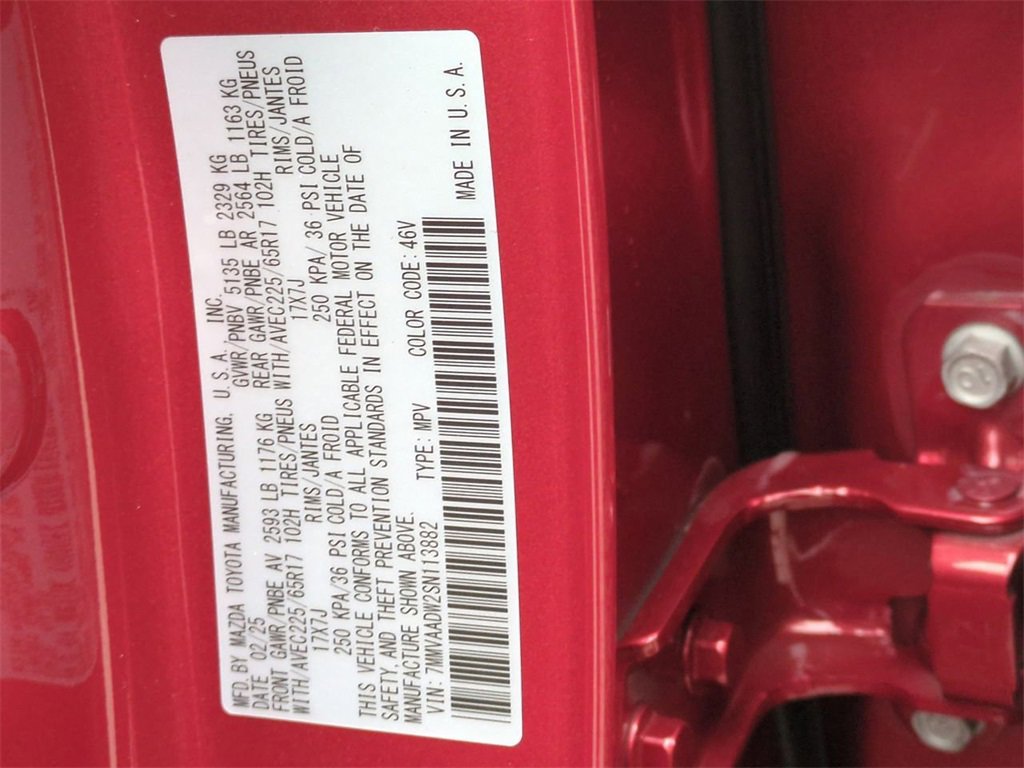 MFD. BY MAZDA TOYOTA MANUFACTURING, U. S. A., INC.
DATE 02/25 GVWR/PNBV 5135 LB 2329 KG
FRONT GAWR/PNBE AV 2593 LB 1176 KG REAR GAWR/PNBE AR 2564 LB 1163 KG
WITH/AVEC225/65R17 102H TIRES/PNEUS WITH/AVEC225/65R17 102H TIRES/PNEUS
17X7J RIMS/JANTES 17X7J RIMS/JANTES
250 KPA/36 PSI COLD/A FROID 250 KPA/ 36 PSI COLD/A FROID
THIS VEHICLE CONFORMS TO ALL APPLICABLE FEDERAL MOTOR VEHICLE
SAFETY, AND THEFT PREVENTION STANDARDS IN EFFECT ON THE DATE OF
MANUFACTURE SHOWN ABOVE.
VIN: 7MMVAADW2SN113882 TYPE: MPV COLOR CODE: 46V
MADE IN U. S. A.